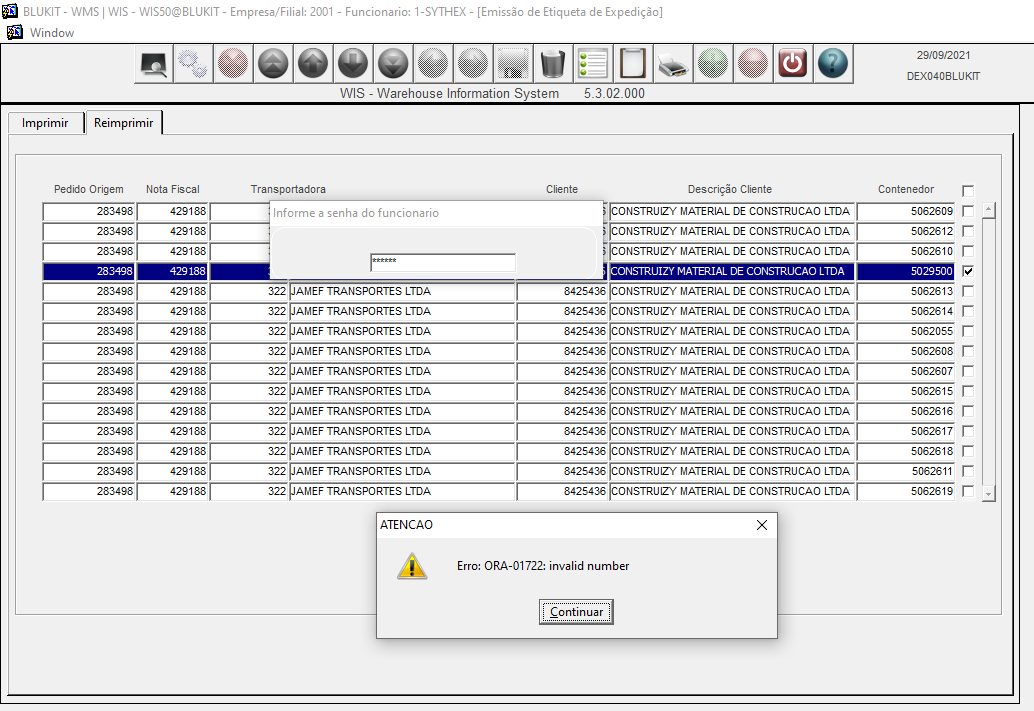 BLUKIT - WMS | WIS - WIS50@BLUKIT - Empresa/Filial: 2001 - Funcionario: 1-SYTHEX - [Emissão de Etiqueta de Expedição]
Window
29/09/2021
DEX040BLUKIT
WIS - Warehouse Information System 5.3.02.000
Imprimir Reimprimir
Pedido Origem Nota Fiscal Transportadora Cliente Descrição Cliente Contenedor
283498 429188 CONSTRUIZY MATERIAL DE CONSTRUCAO LTDA 5062609
Informe a senha do funcionario
283498 429188 CONSTRUIZY MATERIAL DE CONSTRUCAO LTDA 5062612
283498 429188 CONSTRUIZY MATERIAL DE CONSTRUCAO LTDA 5062610
******
283498 429188 CONSTRUIZY MATERIAL DE CONSTRUCAO LTDA 5029500
283498 429188 322 JAMEF TRANSPORTES LTDA 8425436 CONSTRUIZY MATERIAL DE CONSTRUCAO LTDA 5062613
283498 429188 322 JAMEF TRANSPORTES LTDA 8425436 CONSTRUIZY MATERIAL DE CONSTRUCAO LTDA 5062614
283498 429188 322 JAMEF TRANSPORTES LTDA 8425436 CONSTRUIZY MATERIAL DE CONSTRUCAO LTDA 5062055
283498 429188 322 JAMEF TRANSPORTES LTDA 8425436 CONSTRUIZY MATERIAL DE CONSTRUCAO LTDA 5062608
283498 429188 322 JAMEF TRANSPORTES LTDA 8425436 CONSTRUIZY MATERIAL DE CONSTRUCAO LTDA 5062607
283498 429188 322 JAMEF TRANSPORTES LTDA 8425436 CONSTRUIZY MATERIAL DE CONSTRUCAO LTDA 5062615
283498 429188 322 JAMEF TRANSPORTES LTDA 8425436 CONSTRUIZY MATERIAL DE CONSTRUCAO LTDA 5062616
283498 429188 322 JAMEF TRANSPORTES LTDA 8425436 CONSTRUIZY MATERIAL DE CONSTRUCAO LTDA 5062617
283498 429188 322 JAMEF TRANSPORTES LTDA 8425436 CONSTRUIZY MATERIAL DE CONSTRUCAO LTDA 5062618
283498 429188 322 JAMEF TRANSPORTES LTDA 8425436 CONSTRUIZY MATERIAL DE CONSTRUCAO LTDA 5062611
283498 429188 322 JAMEF TRANSPORTES LTDA 8425436 CONSTRUIZY MATERIAL DE CONSTRUCAO LTDA 5062619
ATENCAO
Erro: ORA-01722: invalid number
Continuar